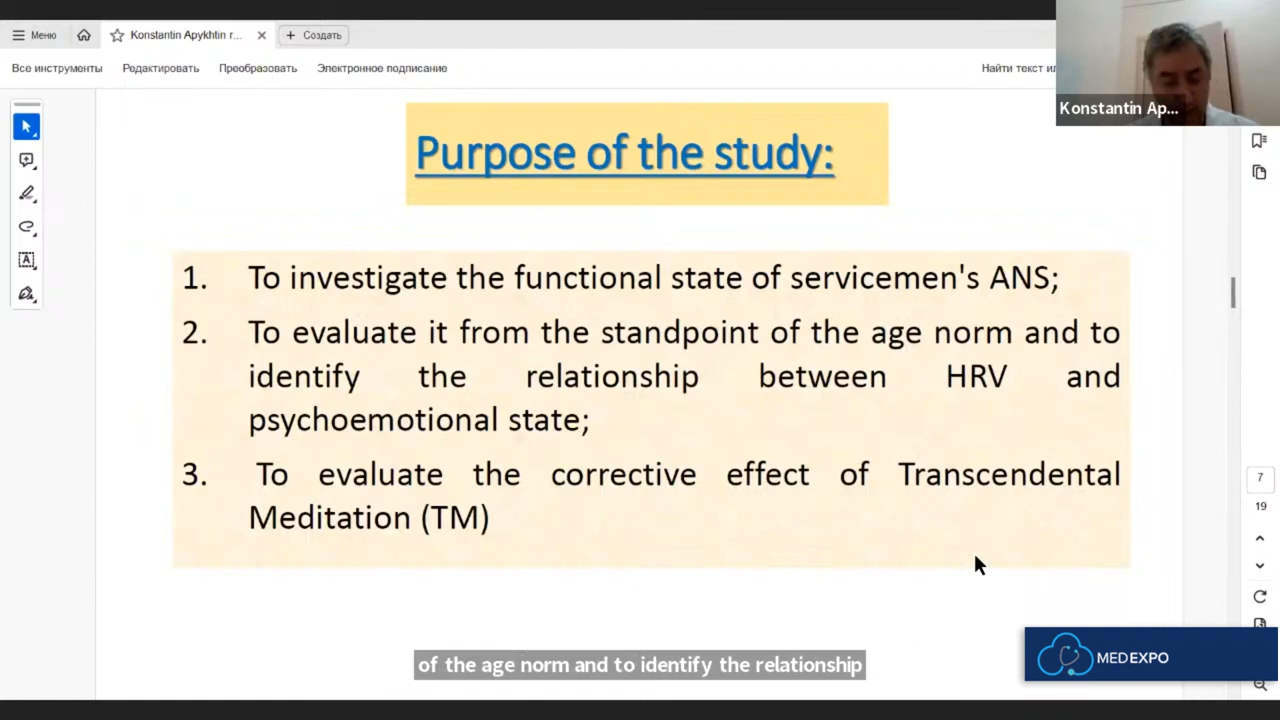 Меню
Konstantin Apykhtin r...
Создать
Все инструменты
Редактировать
Преобразовать
Электронное подписание
Найти текст ил
Konstantin Ap...
Purpose of the study:
1. To investigate the functional state of servicemen's ANS;
2. To evaluate it from the standpoint of the age norm and to
identify the relationship between HRV and
psychoemotional state;
3. To evaluate the corrective effect of Transcendental
Meditation (TM)
7
19
of the age norm and to identify the relationship
MEDEXPO